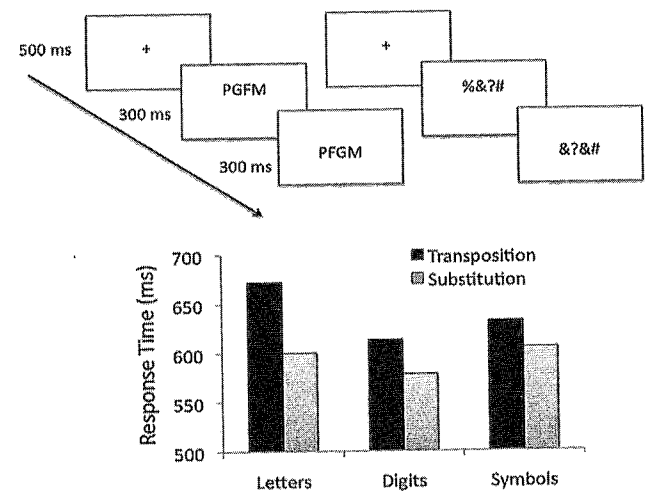 500 ms
+
300 ms
PGFM
300 ms
PFGM
+
%&?#
&?&#
Transposition
Substitution
Response Time (ms)
700
650
600
550
500
Letters
Digits
Symbols